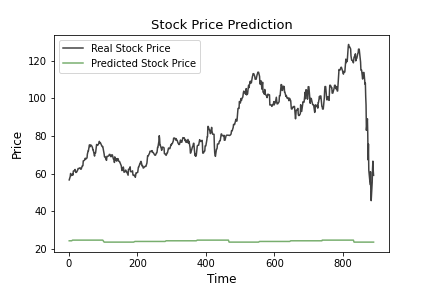 Stock Price Prediction
Real Stock Price
Predicted Stock Price
Price
120
100
80
60
40
20
0 200 400 600 800
Time